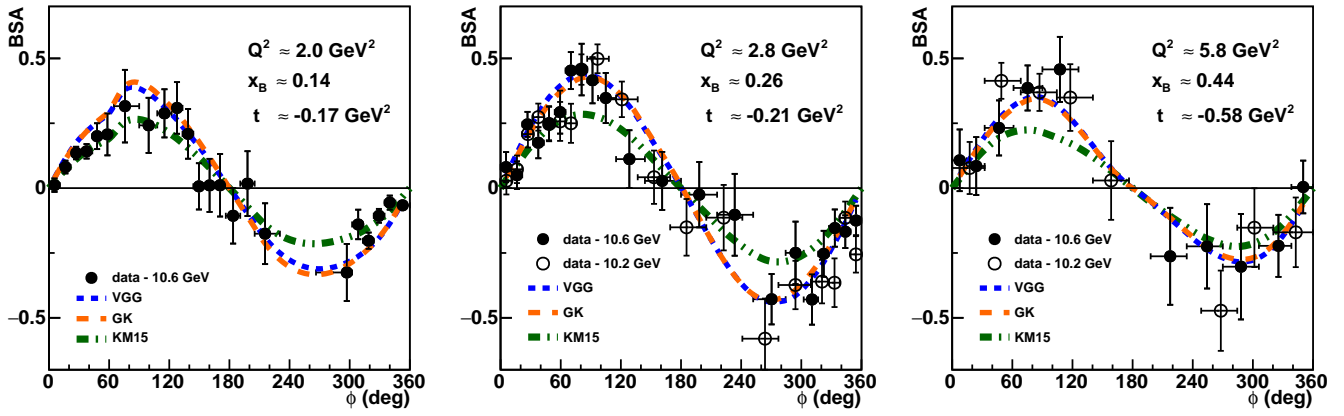 BSA
0.5
0
−0.5
Q² ≈ 2.0 GeV²
x_B ≈ 0.14
t ≈ -0.17 GeV²
data - 10.6 GeV
VGG
GK
KM15
0 60 120 180 240 300 360
ϕ (deg)
BSA
0.5
0
−0.5
Q² ≈ 2.8 GeV²
x_B ≈ 0.26
t ≈ -0.21 GeV²
data - 10.6 GeV
data - 10.2 GeV
VGG
GK
KM15
0 60 120 180 240 300 360
ϕ (deg)
BSA
0.5
0
−0.5
Q² ≈ 5.8 GeV²
x_B ≈ 0.44
t ≈ -0.58 GeV²
data - 10.6 GeV
data - 10.2 GeV
VGG
GK
KM15
0 60 120 180 240 300 360
ϕ (deg)